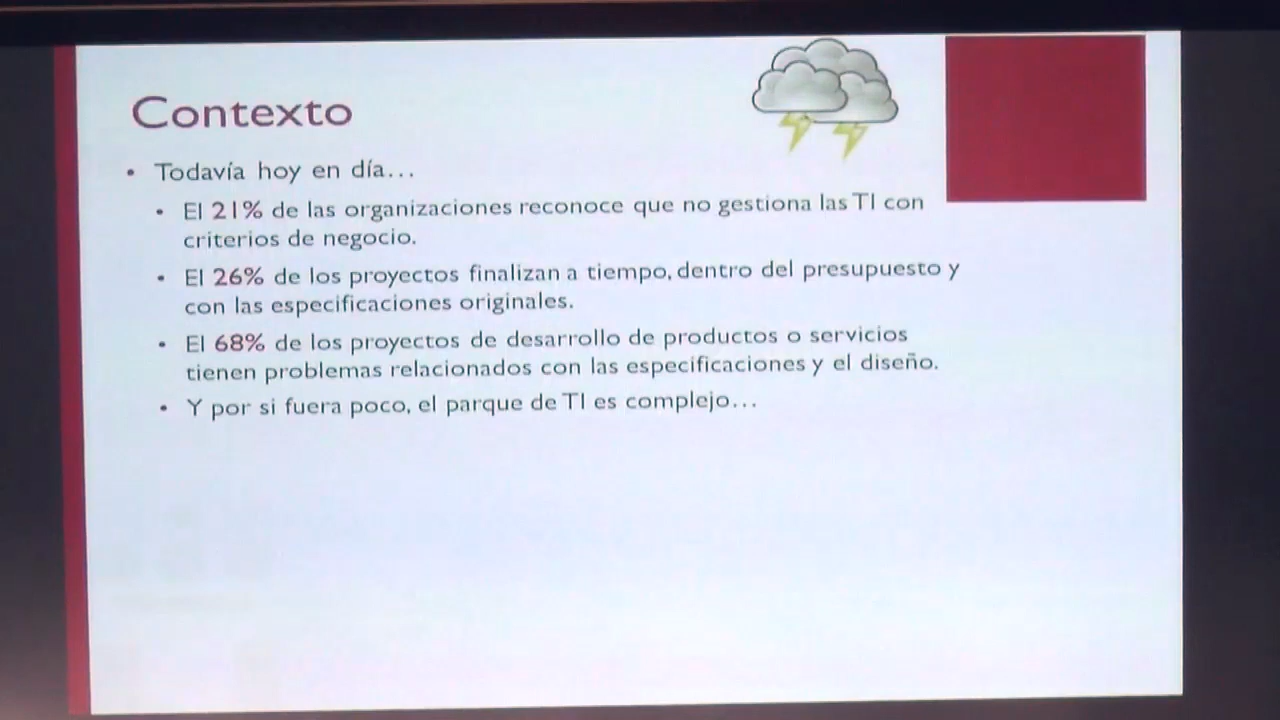 Contexto
• Todavía hoy en día...
• El 21% de las organizaciones reconoce que no gestiona las TI con
criterios de negocio.
• El 26% de los proyectos finalizan a tiempo, dentro del presupuesto y
con las especificaciones originales.
• El 68% de los proyectos de desarrollo de productos o servicios
tienen problemas relacionados con las especificaciones y el diseño.
• Y por si fuera poco, el parque de TI es complejo...